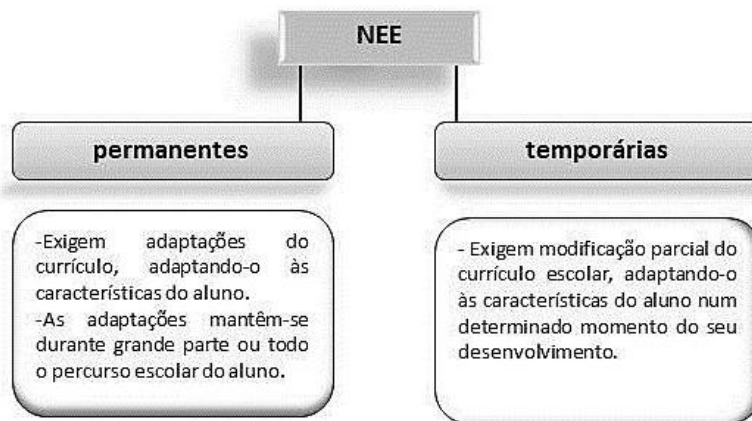 NEE
permanentes
-Exigem adaptações do
currículo, adaptando-o às
características do aluno.
-As adaptações mantêm-se
durante grande parte ou todo
o percurso escolar do aluno.
temporárias
- Exigem modificação parcial do
currículo escolar, adaptando-o
às características do aluno num
determinado momento do seu
desenvolvimento.